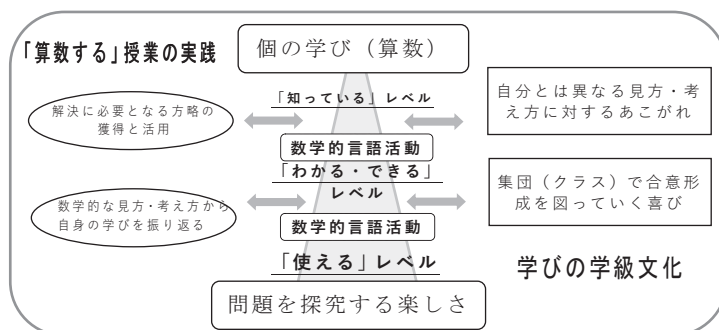 「算数する」授業の実践
個の学び（算数）
「知っている」レベル
解決に必要となる方略の
獲得と活用
自分とは異なる見方・考
え方に対するあこがれ
数学的言語活動
「わかる・できる」
レベル
数学的な見方・考え方から
自身の学びを振り返る
集団（クラス）で合意形
成を図っていく喜び
数学的言語活動
「使える」レベル
学びの学級文化
問題を探究する楽しさ